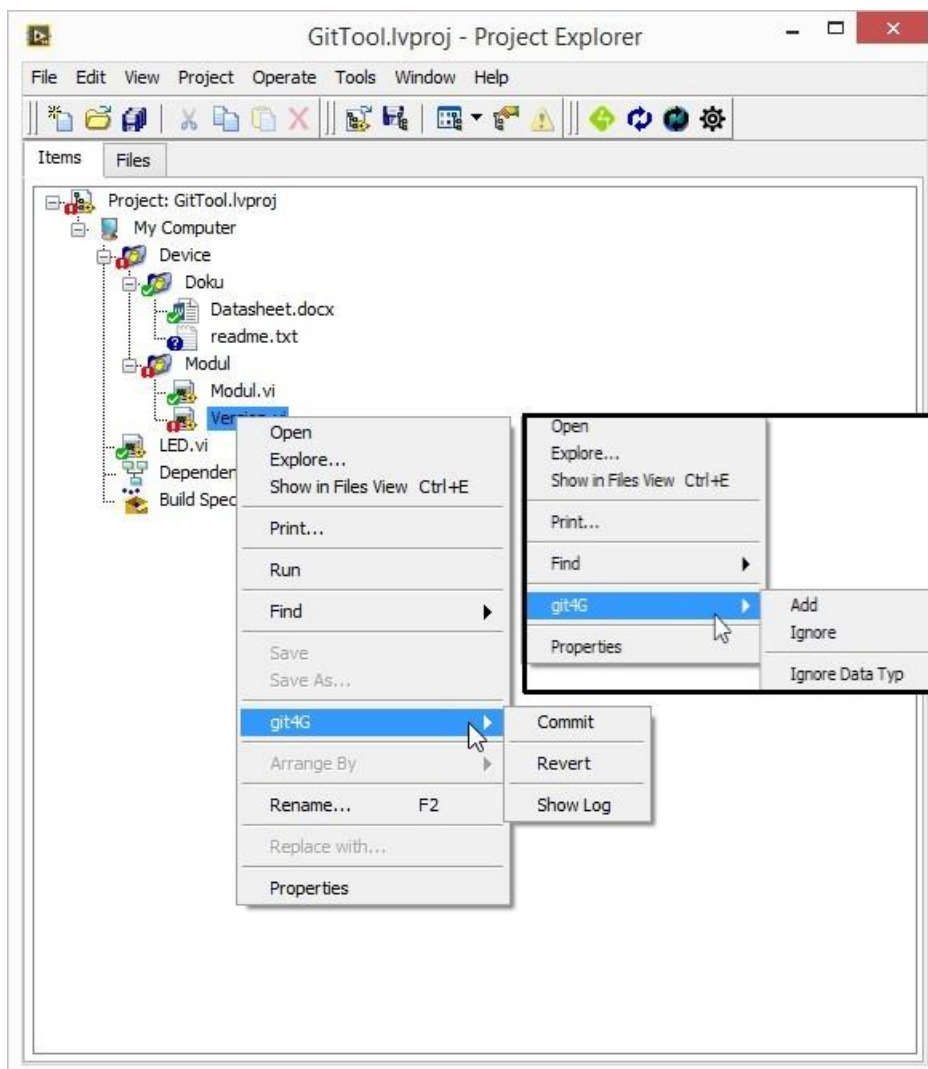 GitTool.lvproj - Project Explorer
File Edit View Project Operate Tools Window Help
Items Files
Project: GitTool.lvproj
My Computer
Device
Doku
Datasheet.docx
readme.txt
Modul
Modul.vi
LED.vi
Dependen
Build Spec
Open
Explore...
Show in Files View Ctrl+E
Print...
Run
Find
Save
Save As...
git4G
Arrange By
Rename... F2
Replace with...
Properties
Commit
Revert
Show Log
Open
Explore...
Show in Files View Ctrl+E
Print...
Find
git4G
Properties
Add
Ignore
Ignore Data Typ